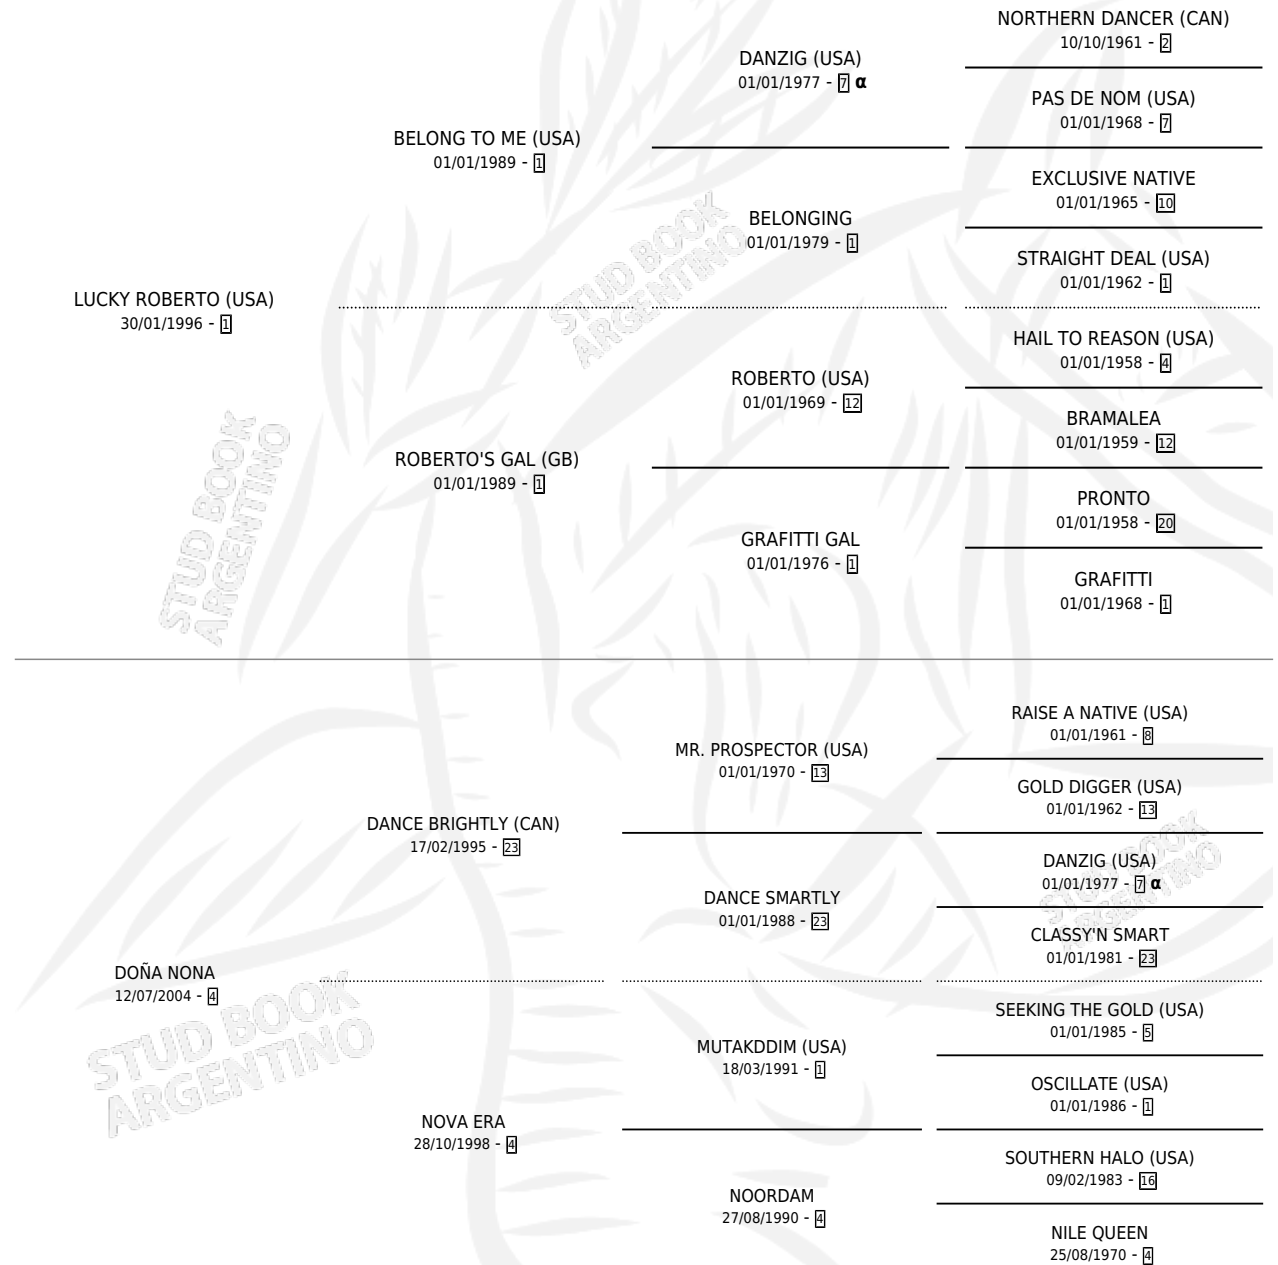 NORTHERN DANCER (CAN)
10/10/1961 - 2
DANZIG (USA)
01/01/1977 - 7 α
PAS DE NOM (USA)
01/01/1968 - 7
BELONG TO ME (USA)
01/01/1989 - 1
EXCLUSIVE NATIVE
01/01/1965 - 10
BELONGING
01/01/1979 - 1
STRAIGHT DEAL (USA)
01/01/1962 - 1
LUCKY ROBERTO (USA)
30/01/1996 - 1
HAIL TO REASON (USA)
01/01/1958 - 4
ROBERTO (USA)
01/01/1969 - 12
BRAMALEA
01/01/1959 - 12
ROBERTO'S GAL (GB)
01/01/1989 - 1
PRONTO
01/01/1958 - 20
GRAFITTI GAL
01/01/1976 - 1
GRAFITTI
01/01/1968 - 1
STUD BOOK
ARGENTINO
STUD BOOK
ARGENTINO
RAISE A NATIVE (USA)
01/01/1961 - 8
MR. PROSPECTOR (USA)
01/01/1970 - 13
GOLD DIGGER (USA)
01/01/1962 - 13
DANCE BRIGHTLY (CAN)
17/02/1995 - 23
DANZIG (USA)
01/01/1977 - 7 α
DANCE SMARTLY
01/01/1988 - 23
CLASSY'N SMART
01/01/1981 - 23
DOÑA NONA
12/07/2004 - 4
SEEKING THE GOLD (USA)
01/01/1985 - 5
MUTAKDDIM (USA)
18/03/1991 - 1
OSCILLATE (USA)
01/01/1986 - 1
NOVA ERA
28/10/1998 - 4
SOUTHERN HALO (USA)
09/02/1983 - 16
NOORDAM
27/08/1990 - 4
NILE QUEEN
25/08/1970 - 4
STUD BOOK
ARGENTINO
STUD BOOK
ARGENTINO